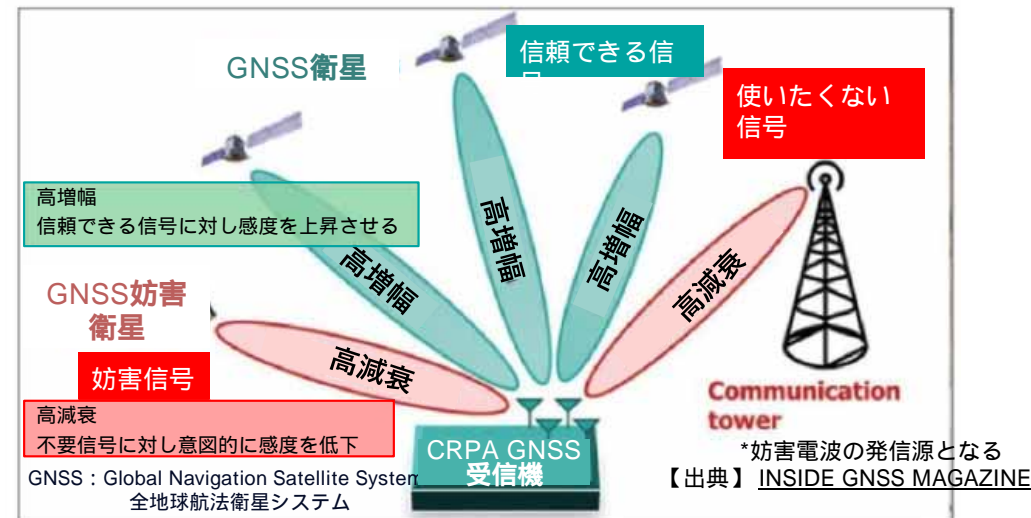 GNSS衛星
信頼できる信
使いたくない
信号
高増幅
信頼できる信号に対し感度を上昇させる
高増幅
高増幅
高増幅
高減衰
GNSS妨害
衛星
妨害信号
高減衰
高減衰
不要信号に対し意図的に感度を低下
Communication
tower
CRPA GNSS
受信機
*妨害電波の発信源となる
GNSS：Global Navigation Satellite System
全地球航法衛星システム
【出典】 INSIDE GNSS MAGAZINE